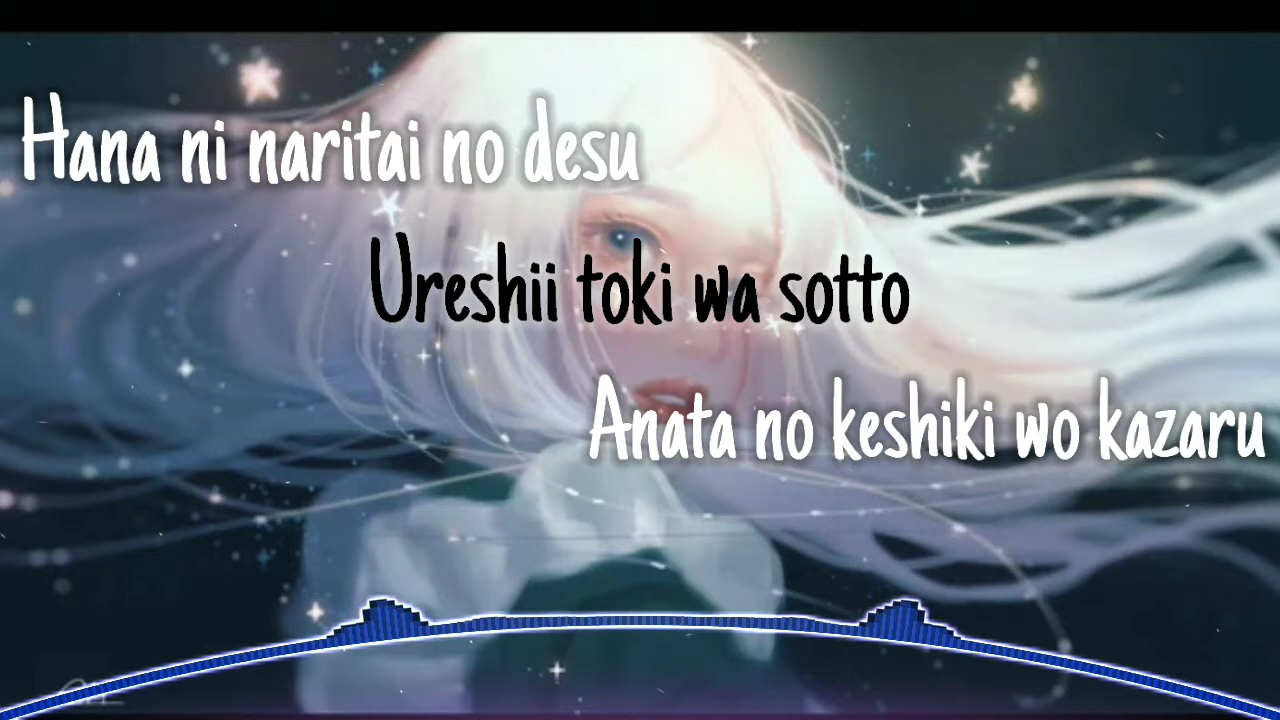 Hana ni naritai no desu
Ureshii toki wa sotto
Anata no keshiki wo kazaru